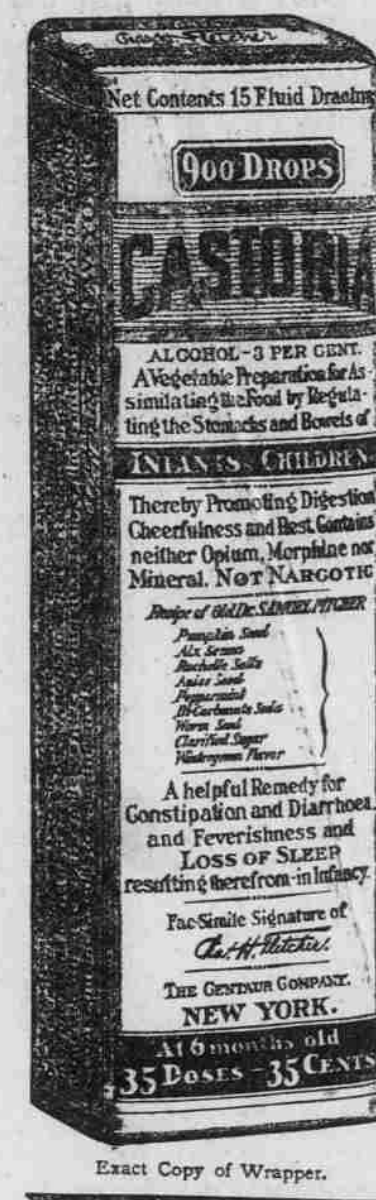 Chas. H. Fletcher
Net Contents 15 Fluid Drachms
900 DROPS
CASTORIA
ALCOHOL-3 PER CENT.
A Vegetable Preparation for As-
similating the Food by Regula-
ting the Stomachs and Bowels of
INFANTS CHILDREN
Thereby Promoting Digestion
Cheerfulness and Rest. Contains
neither Opium, Morphine nor
Mineral. NOT NARCOTIC
Recipe of Old Dr. SAMUEL PITCHER
Pumpkin Seed
Alx. Senna
Rochelle Salts
Anise Seed
Peppermint
Bi-Carbonate Soda
Worm Seed
Clarified Sugar
Wintergreen Flavor
A helpful Remedy for
Constipation and Diarrhoea.
and Feverishness and
LOSS OF SLEEP
resulting therefrom-in Infancy.
Fac-Simile Signature of
Chas. H. Fletcher.
THE CENTAUR COMPANY.
NEW YORK.
At 6 months old
35 DOSES - 35 CENTS
Exact Copy of Wrapper.